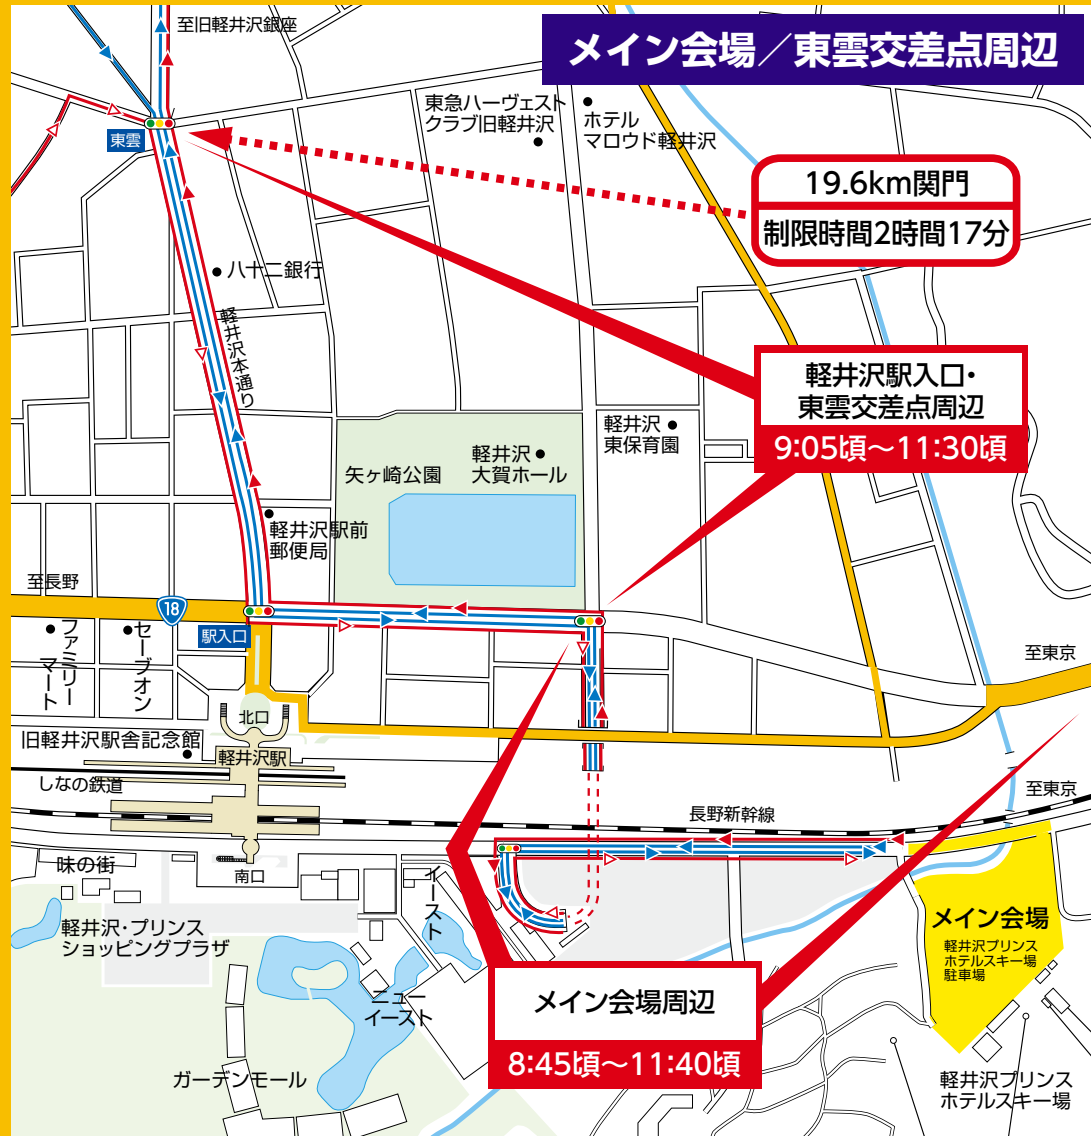 至旧軽井沢銀座
メイン会場／東雲交差点周辺
東急ハーヴェスト
クラブ旧軽井沢
ホテル
マロウド軽井沢
東雲
19.6km関門
制限時間2時間17分
八十二銀行
軽井沢本通り
軽井沢駅入口・
東雲交差点周辺
9:05頃～11:30頃
軽井沢
東保育園
軽井沢
大賀ホール
矢ヶ崎公園
軽井沢駅前
郵便局
至長野
18
駅入口
ファミリー
マート
セーブオン
至東京
北口
旧軽井沢駅舎記念館
軽井沢駅
しなの鉄道
至東京
長野新幹線
味の街
南口
イースト
軽井沢・プリンス
ショッピングプラザ
メイン会場
軽井沢プリンス
ホテルスキー場
駐車場
ニュー
イースト
メイン会場周辺
8:45頃～11:40頃
ガーデンモール
軽井沢プリンス
ホテルスキー場